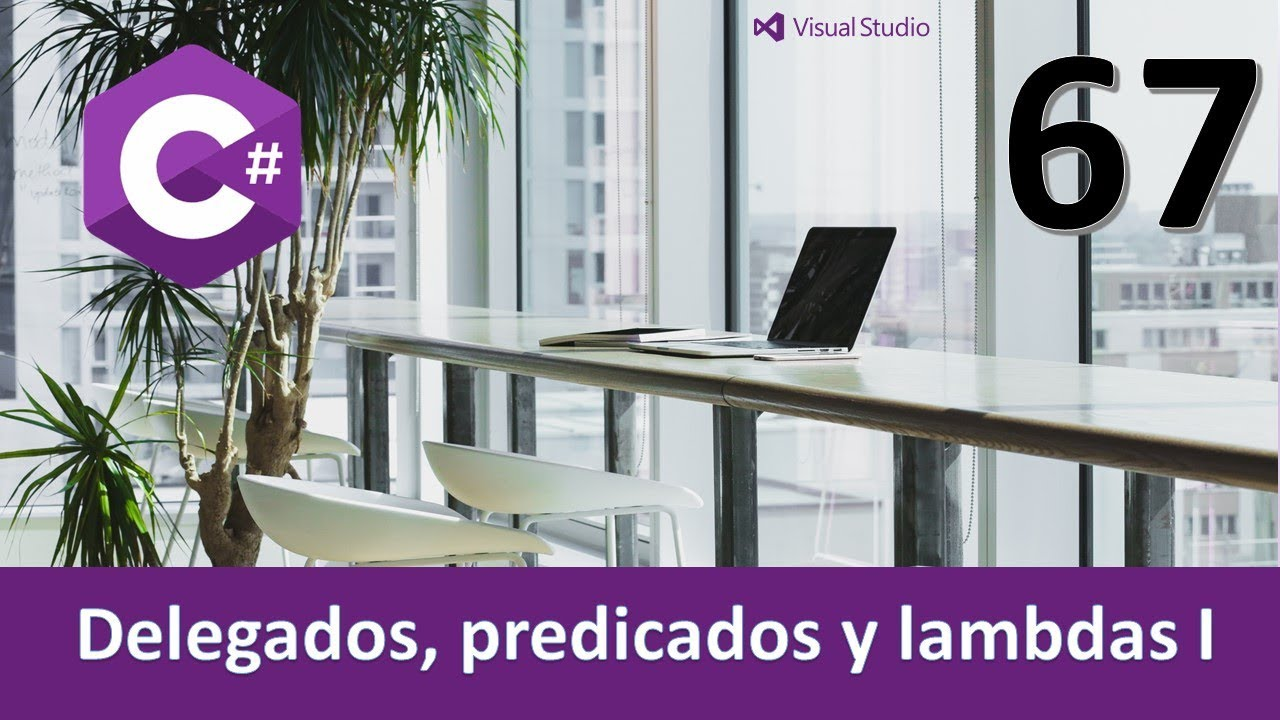 Visual Studio
67
C#
Delegados, predicados y lambdas I